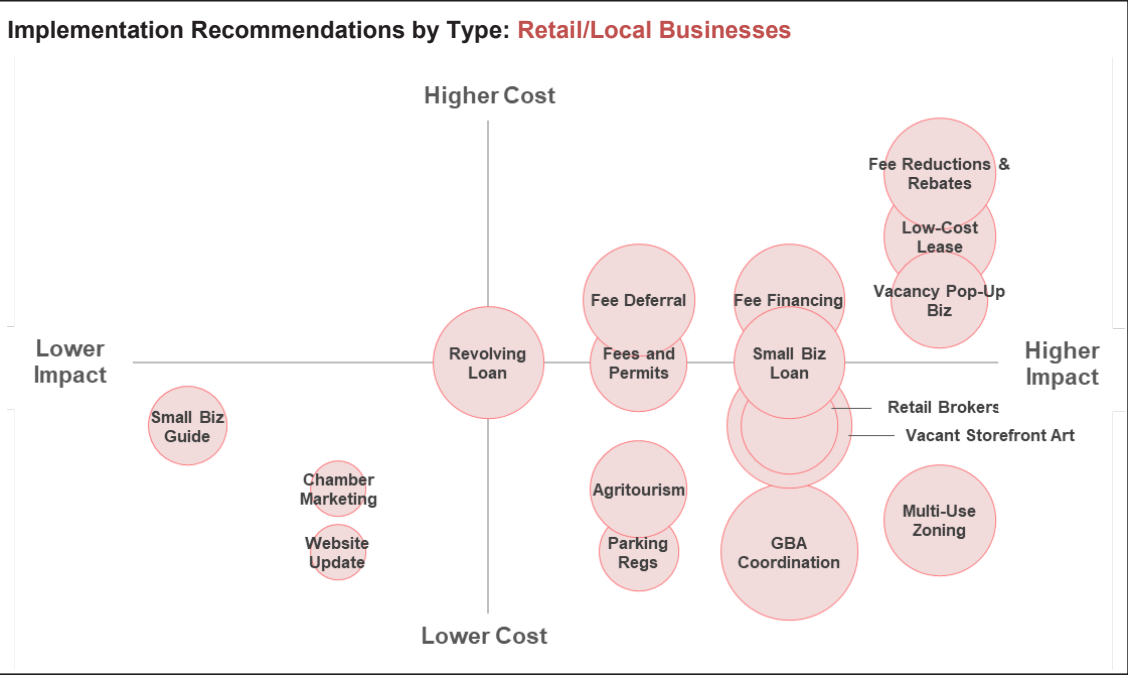 Implementation Recommendations by Type: Retail/Local Businesses
Higher Cost
Fee Reductions &
Rebates
Low-Cost
Lease
Vacancy Pop-Up
Biz
Fee Deferral
Fee Financing
Lower
Impact
Revolving
Loan
Fees and
Permits
Small Biz
Loan
Higher
Impact
Small Biz
Guide
Retail Brokers
Vacant Storefront Art
Chamber
Marketing
Agritourism
Multi-Use
Zoning
Website
Update
Parking
Regs
GBA
Coordination
Lower Cost